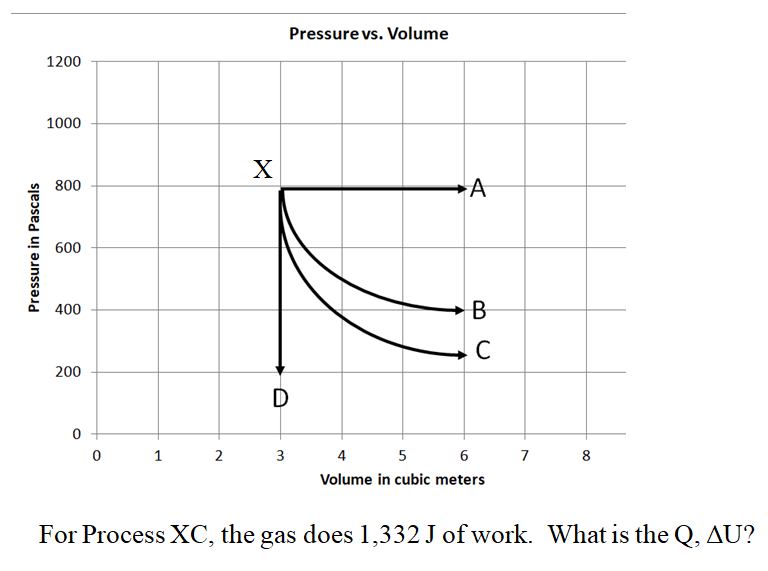 Pressure vs. Volume
1200
1000
X
800
A
600
Pressure in Pascals
400
B
C
200
D
0
0 1 2 3 4 5 6 7 8
Volume in cubic meters
For Process XC, the gas does 1,332 J of work. What is the Q, ΔU?